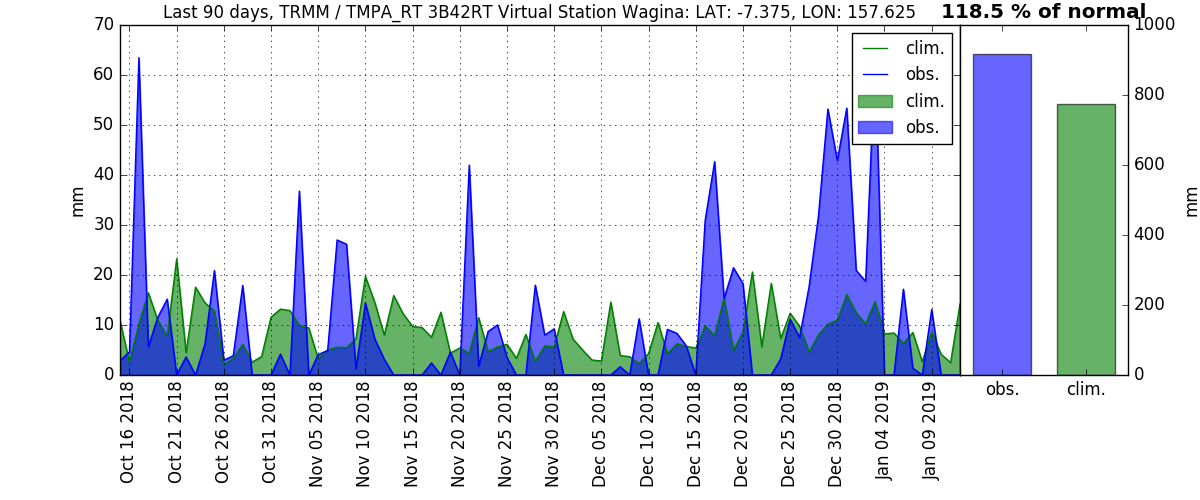 Last 90 days, TRMM / TMPA_RT 3B42RT Virtual Station Wagina: LAT: -7.375, LON: 157.625
118.5 % of normal
70
60
50
40
30
20
10
0
mm
clim.
obs.
clim.
obs.
Oct 16 2018
Oct 21 2018
Oct 26 2018
Oct 31 2018
Nov 05 2018
Nov 10 2018
Nov 15 2018
Nov 20 2018
Nov 25 2018
Nov 30 2018
Dec 05 2018
Dec 10 2018
Dec 15 2018
Dec 20 2018
Dec 25 2018
Dec 30 2018
Jan 04 2019
Jan 09 2019
1000
800
600
400
200
0
mm
obs.
clim.